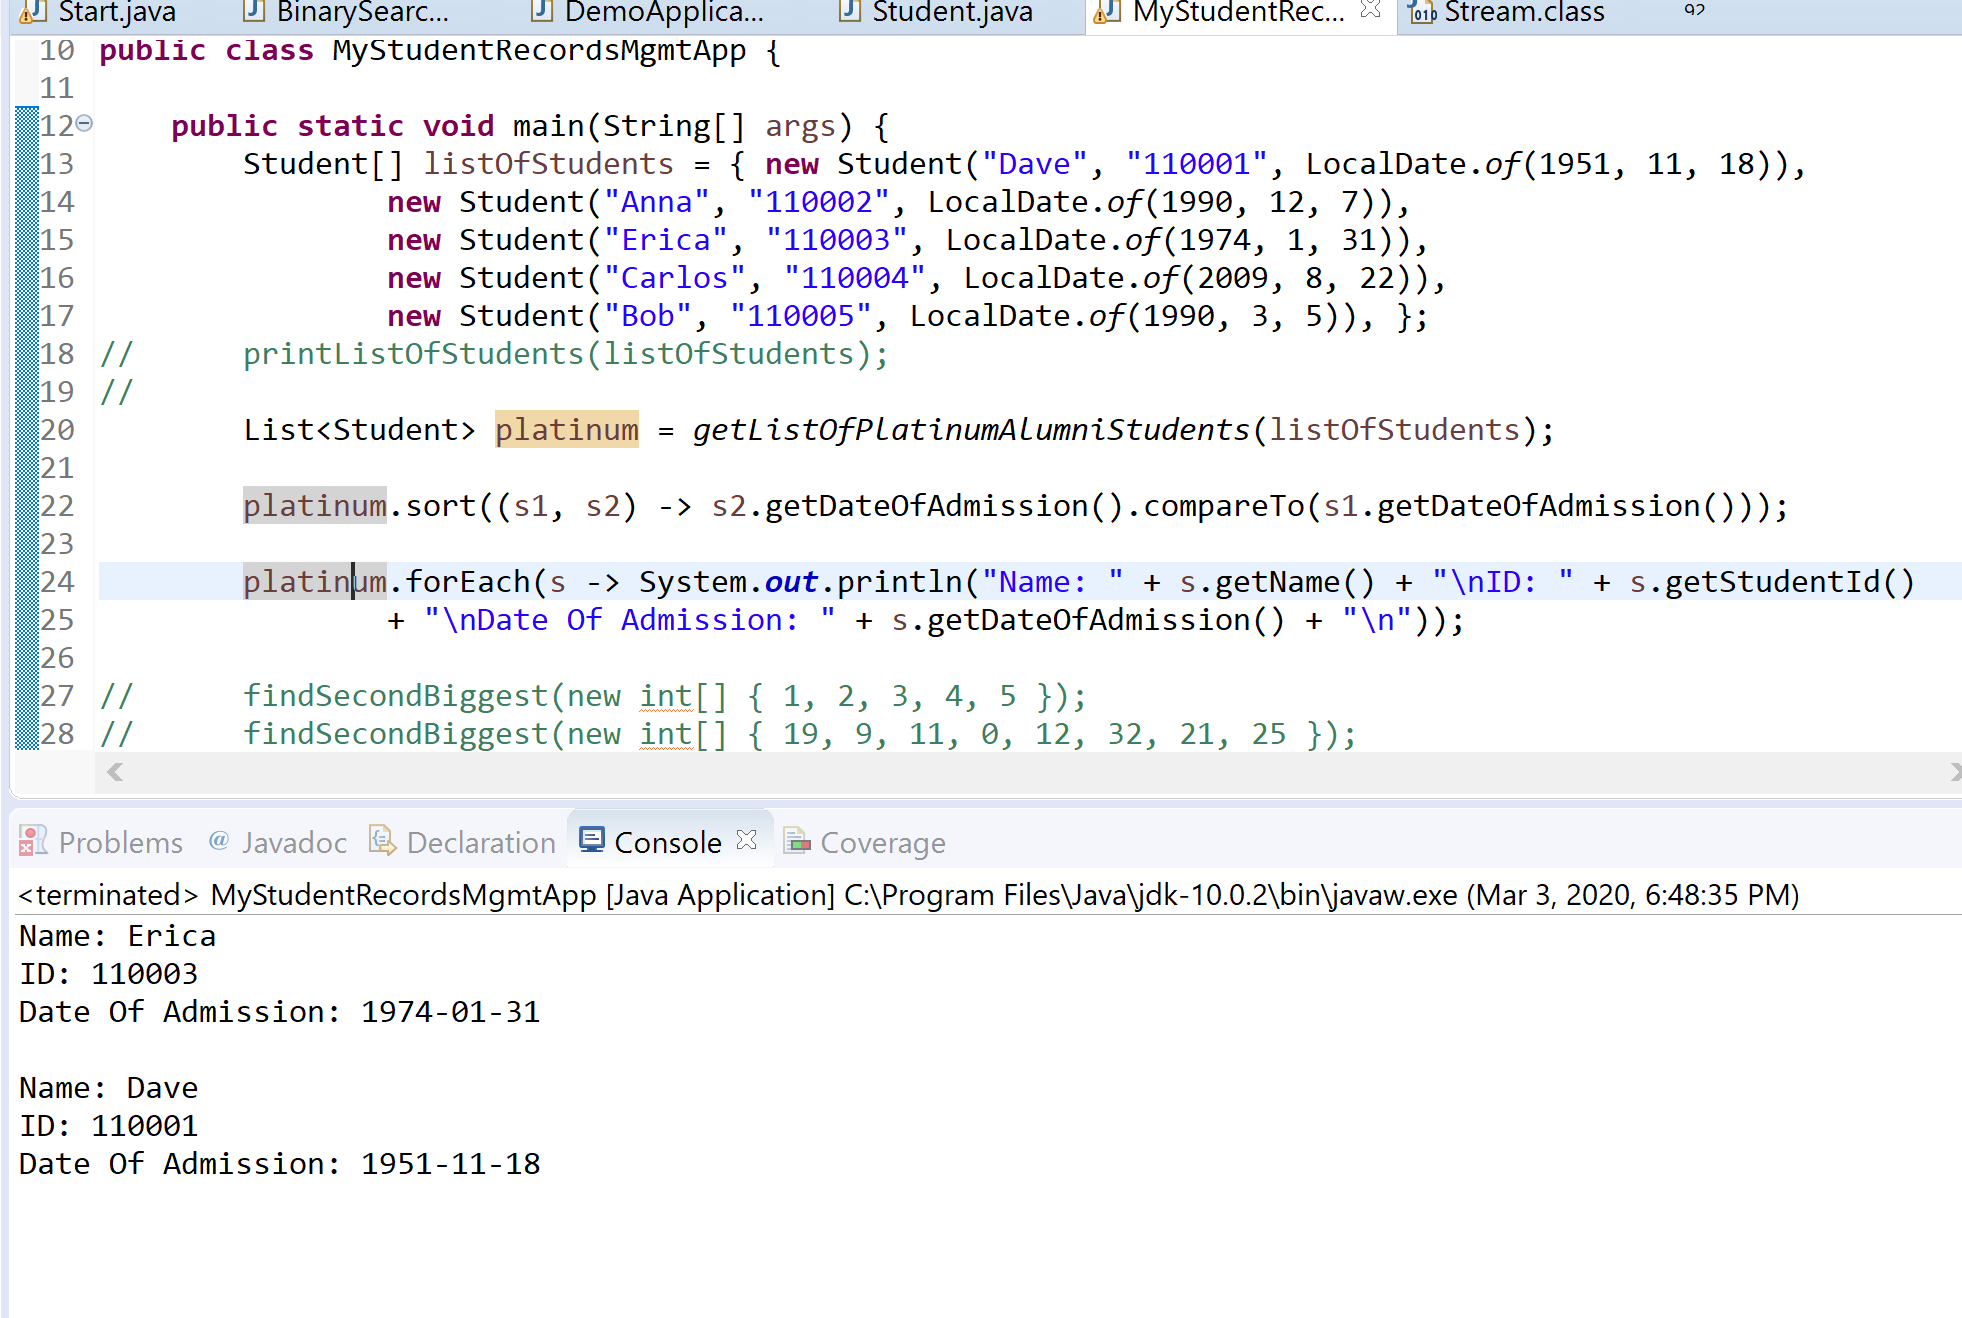 Start.java BinarySearc... DemoApplica... Student.java MyStudentRec... Stream.class 92
10 public class MyStudentRecordsMgmtApp {
11
12 public static void main(String[] args) {
13 Student[] listOfStudents = { new Student("Dave", "110001", LocalDate.of(1951, 11, 18)),
14 new Student("Anna", "110002", LocalDate.of(1990, 12, 7)),
15 new Student("Erica", "110003", LocalDate.of(1974, 1, 31)),
16 new Student("Carlos", "110004", LocalDate.of(2009, 8, 22)),
17 new Student("Bob", "110005", LocalDate.of(1990, 3, 5)), };
18 // printListOfStudents(listOfStudents);
19 //
20 List<Student> platinum = getListOfPlatinumAlumniStudents(listOfStudents);
21
22 platinum.sort((s1, s2) -> s2.getDateOfAdmission().compareTo(s1.getDateOfAdmission()));
23
24 platinum.forEach(s -> System.out.println("Name: " + s.getName() + "\nID: " + s.getStudentId()
25 + "\nDate Of Admission: " + s.getDateOfAdmission() + "\n"));
26
27 // findSecondBiggest(new int[] { 1, 2, 3, 4, 5 });
28 // findSecondBiggest(new int[] { 19, 9, 11, 0, 12, 32, 21, 25 });
Problems @ Javadoc Declaration Console Coverage
<terminated> MyStudentRecordsMgmtApp [Java Application] C:\Program Files\Java\jdk-10.0.2\bin\javaw.exe (Mar 3, 2020, 6:48:35 PM)
Name: Erica
ID: 110003
Date Of Admission: 1974-01-31
Name: Dave
ID: 110001
Date Of Admission: 1951-11-18